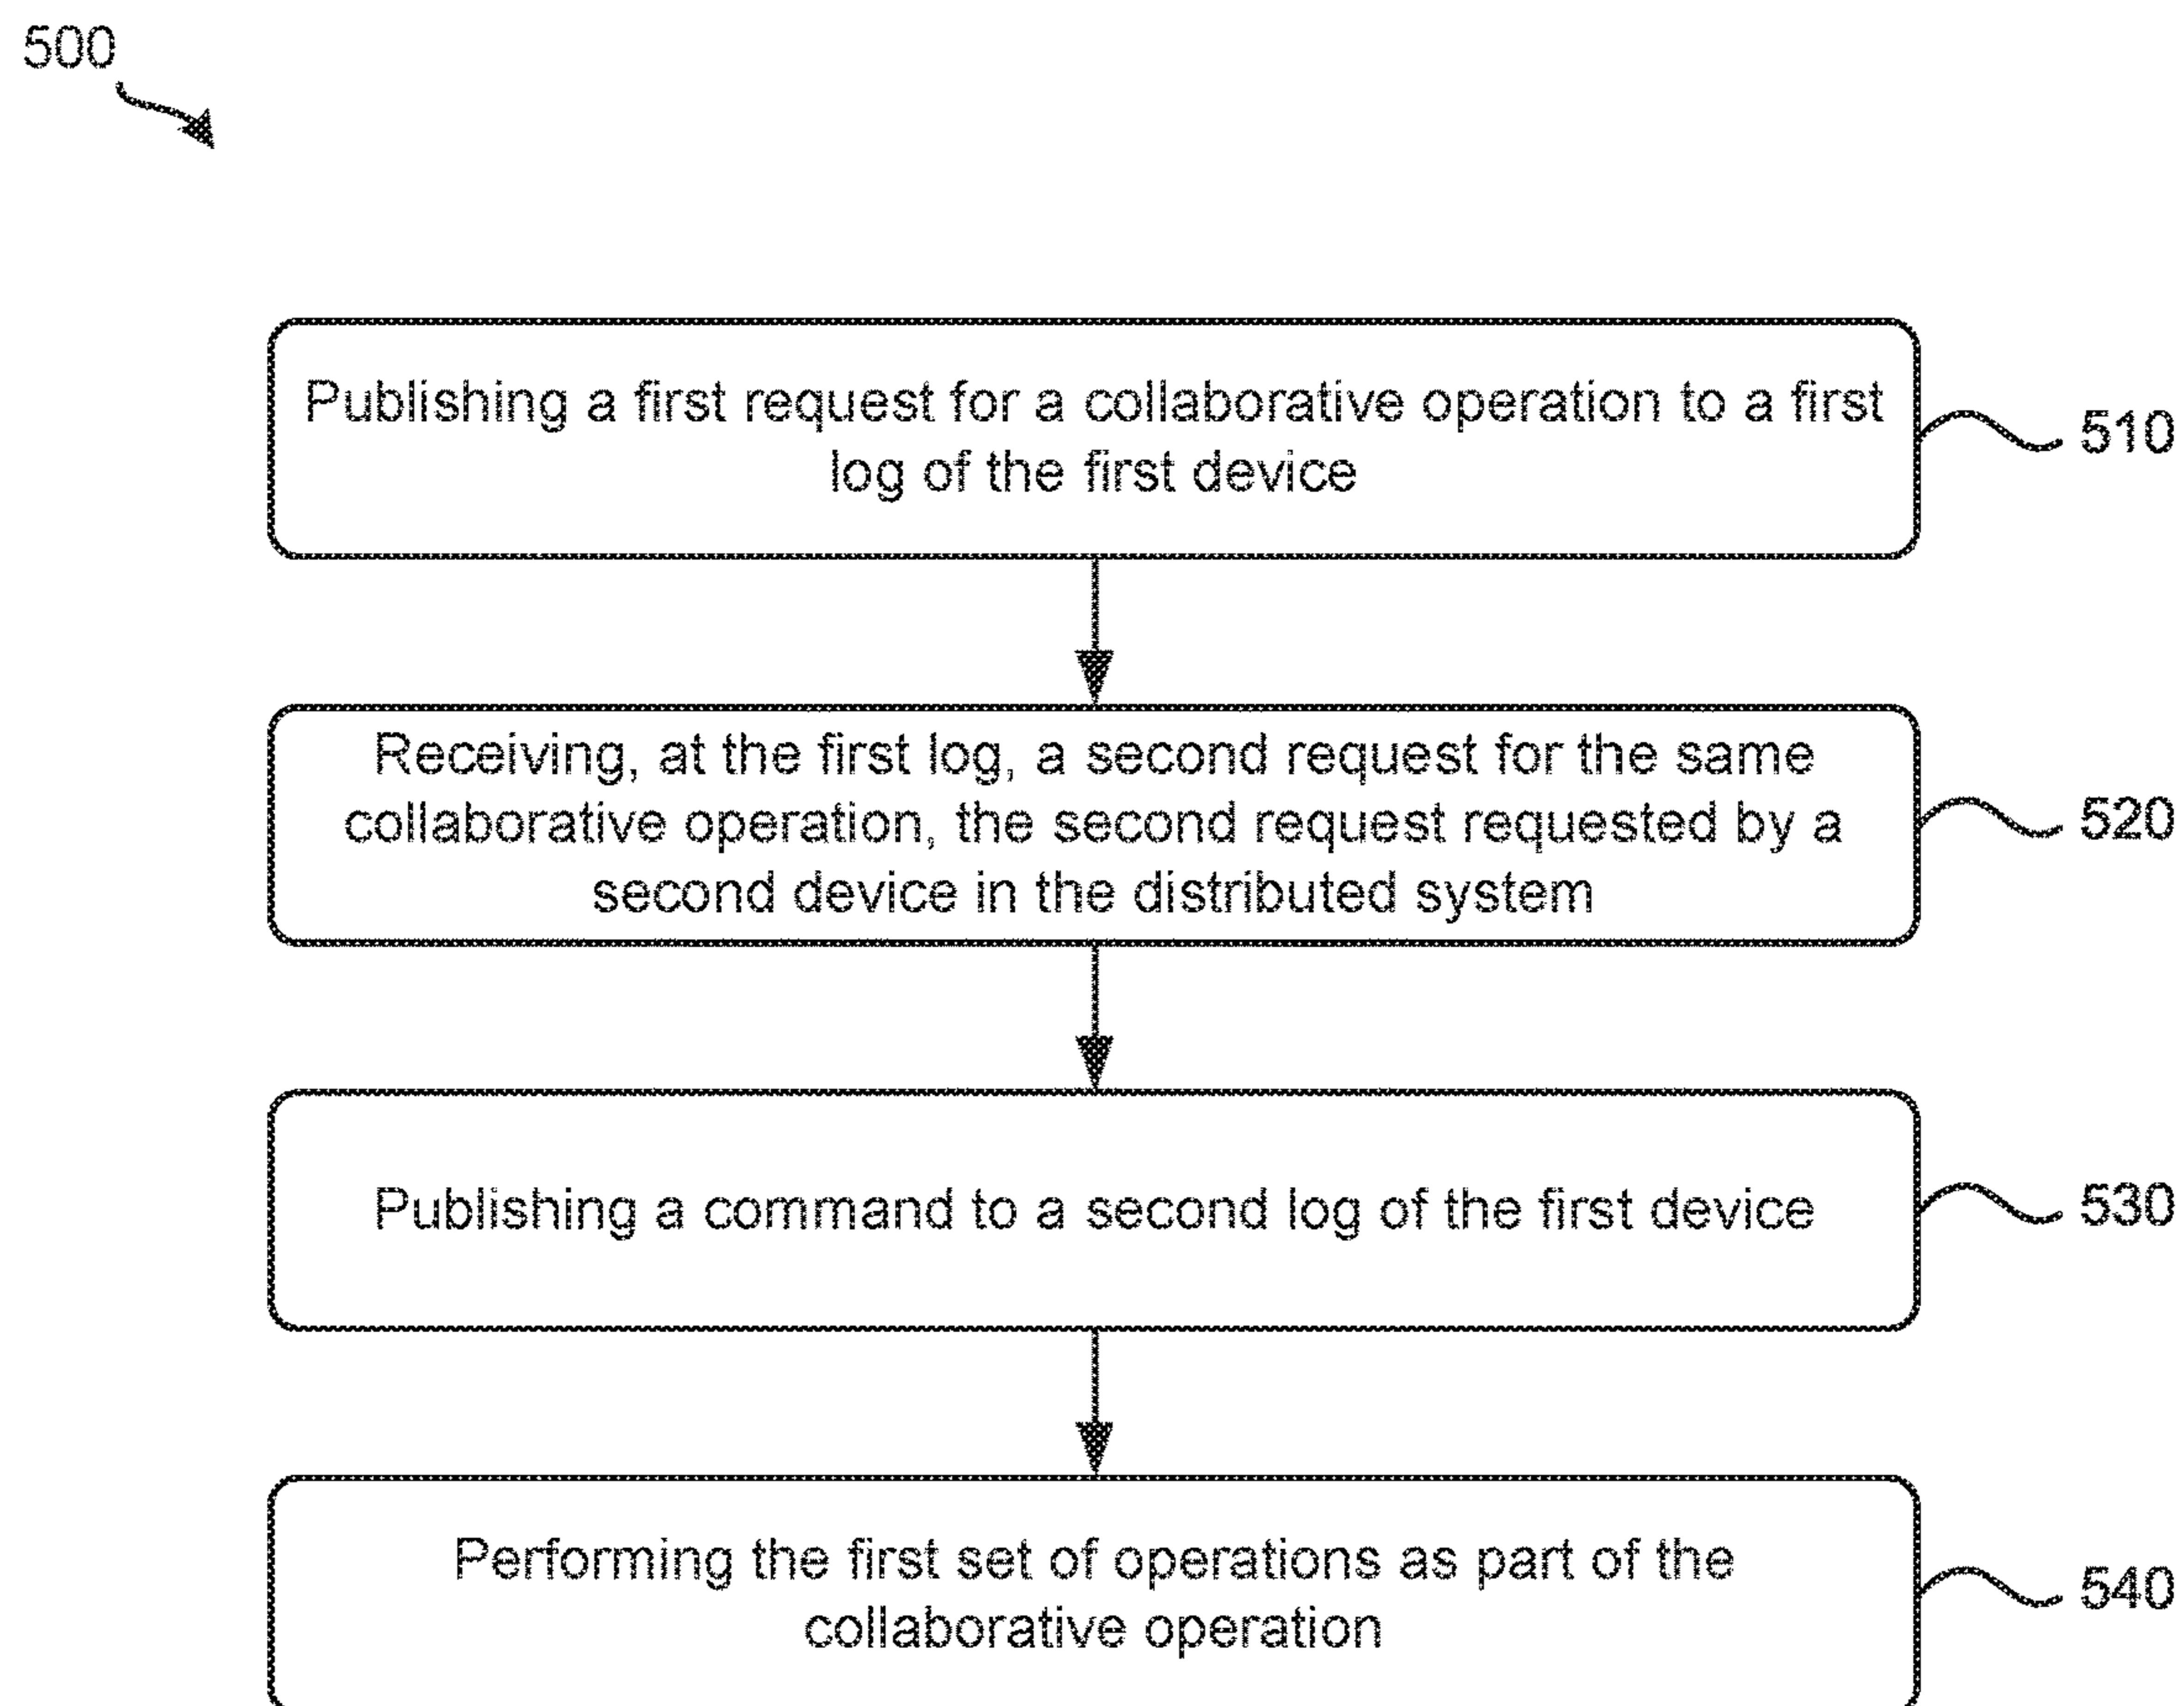 500
Publishing a first request for a collaborative operation to a first
log of the first device
510
Receiving, at the first log, a second request for the same
collaborative operation, the second request requested by a
second device in the distributed system
520
Publishing a command to a second log of the first device
530
Performing the first set of operations as part of the
collaborative operation
540